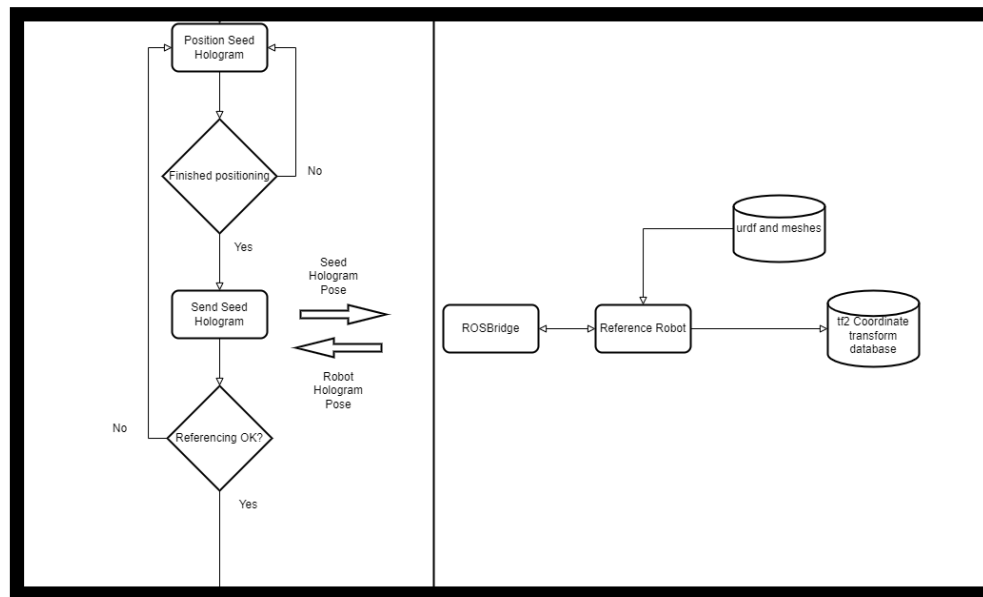 Position Seed
Hologram
Finished positioning
No
Yes
Seed
Hologram
Pose
Send Seed
Hologram
Robot
Hologram
Pose
No
Referencing OK?
Yes
urdf and meshes
ROSBridge
Reference Robot
tf2 Coordinate
transform
database